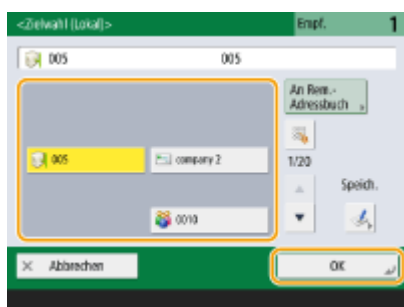 <Zielwahl (Lokal)>
Empf. 1
005 005
An Rem.-
Adressbuch
005
company 2
1/20
Speich.
0010
× Abbrechen
OK